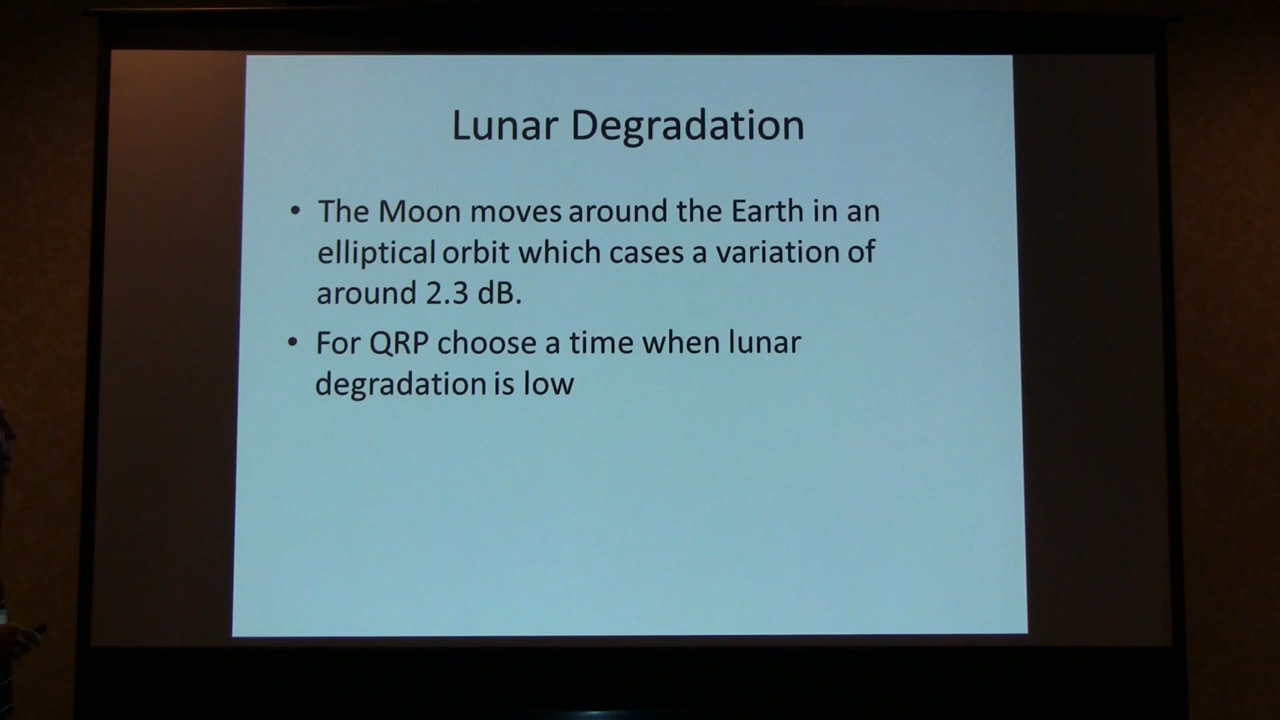 Lunar Degradation
• The Moon moves around the Earth in an
elliptical orbit which cases a variation of
around 2.3 dB.
• For QRP choose a time when lunar
degradation is low